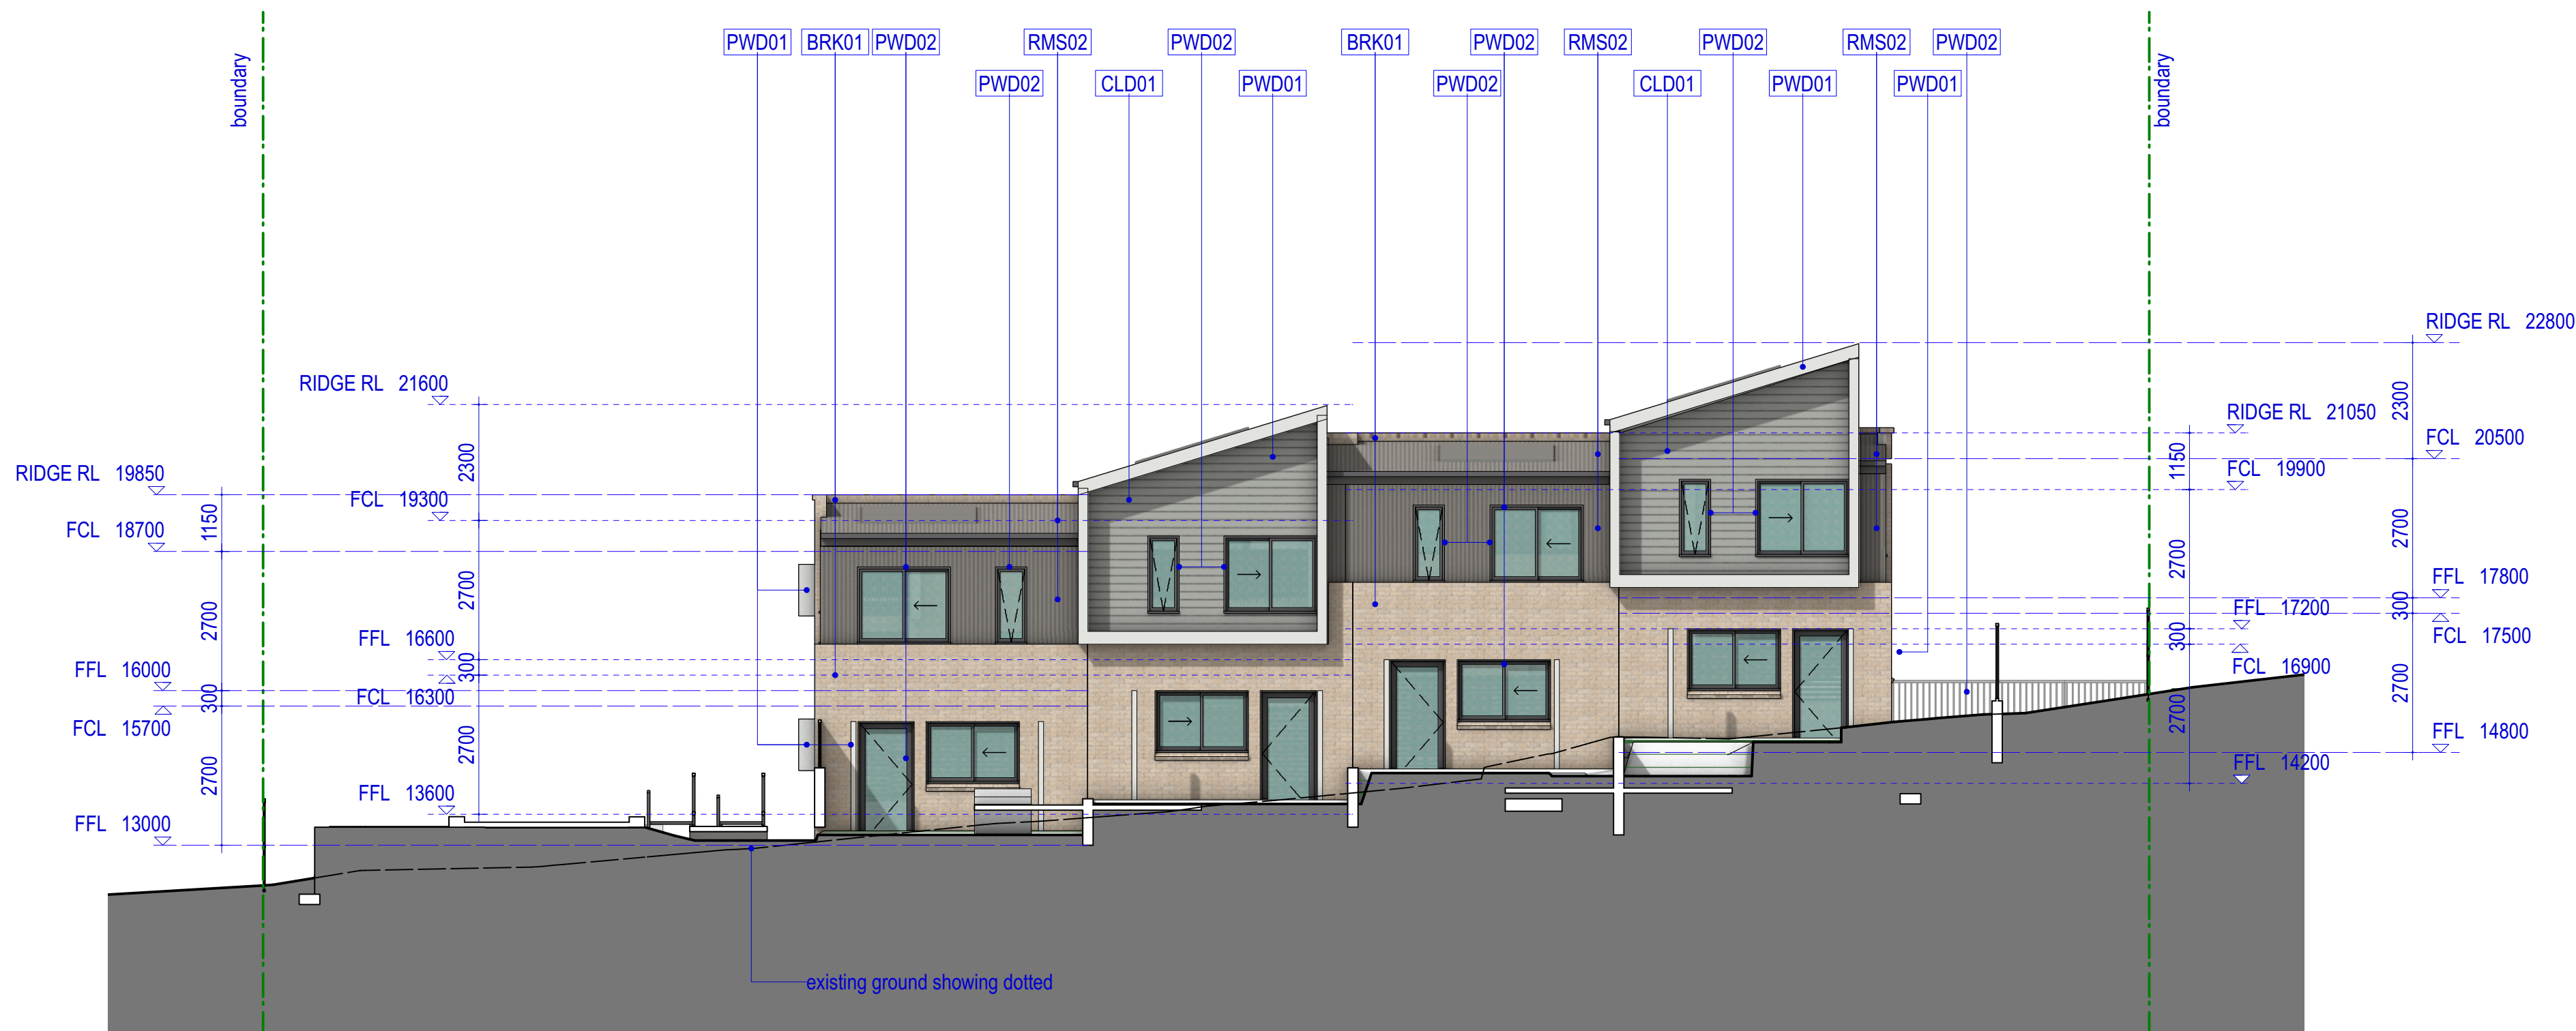 PWD01
BRK01
PWD02
RMS02
PWD02
BRK01
PWD02
RMS02
PWD02
RMS02
PWD02
PWD02
CLD01
PWD01
PWD02
CLD01
PWD01
PWD01
boundary
boundary
RIDGE RL 19850
FCL 18700
FFL 16000
FCL 15700
FFL 13000
1150
2700
300
2700
RIDGE RL 21600
FCL 19300
FFL 16600
FCL 16300
FFL 13600
2300
2700
300
2700
RIDGE RL 21050
FCL 19900
FFL 17200
FCL 16900
FFL 14200
1150
2700
300
2700
RIDGE RL 22800
FCL 20500
FFL 17800
FCL 17500
FFL 14800
2300
2700
300
2700
existing ground showing dotted